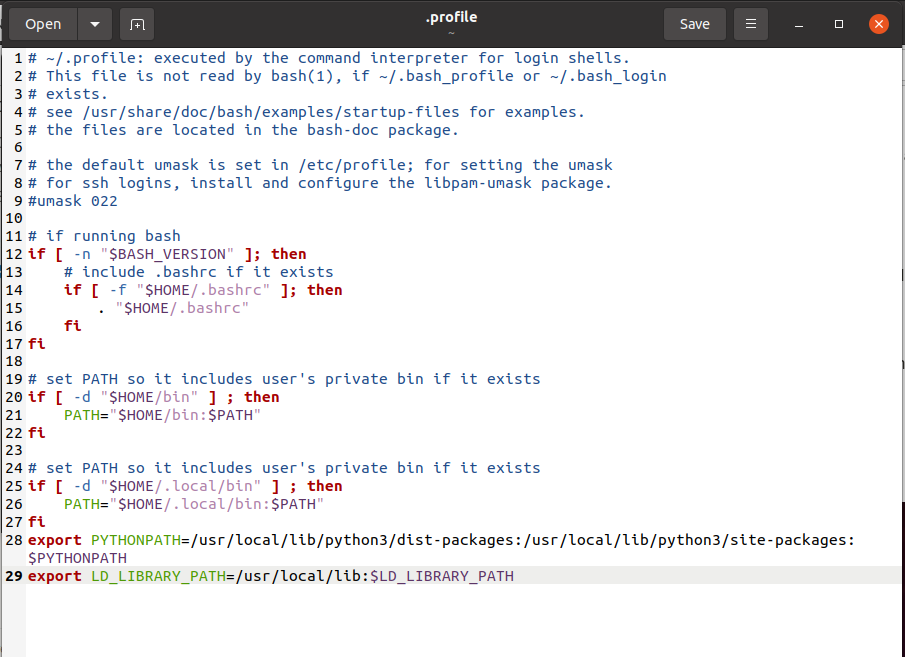 Open
.profile
~
Save
1 # ~/.profile: executed by the command interpreter for login shells.
2 # This file is not read by bash(1), if ~/.bash_profile or ~/.bash_login
3 # exists.
4 # see /usr/share/doc/bash/examples/startup-files for examples.
5 # the files are located in the bash-doc package.
6
7 # the default umask is set in /etc/profile; for setting the umask
8 # for ssh logins, install and configure the libpam-umask package.
9 #umask 022
10
11 # if running bash
12 if [ -n "$BASH_VERSION" ]; then
13     # include .bashrc if it exists
14     if [ -f "$HOME/.bashrc" ]; then
15         . "$HOME/.bashrc"
16     fi
17 fi
18
19 # set PATH so it includes user's private bin if it exists
20 if [ -d "$HOME/bin" ] ; then
21     PATH="$HOME/bin:$PATH"
22 fi
23
24 # set PATH so it includes user's private bin if it exists
25 if [ -d "$HOME/.local/bin" ] ; then
26     PATH="$HOME/.local/bin:$PATH"
27 fi
28 export PYTHONPATH=/usr/local/lib/python3/dist-packages:/usr/local/lib/python3/site-packages:
$PYTHONPATH
29 export LD_LIBRARY_PATH=/usr/local/lib:$LD_LIBRARY_PATH